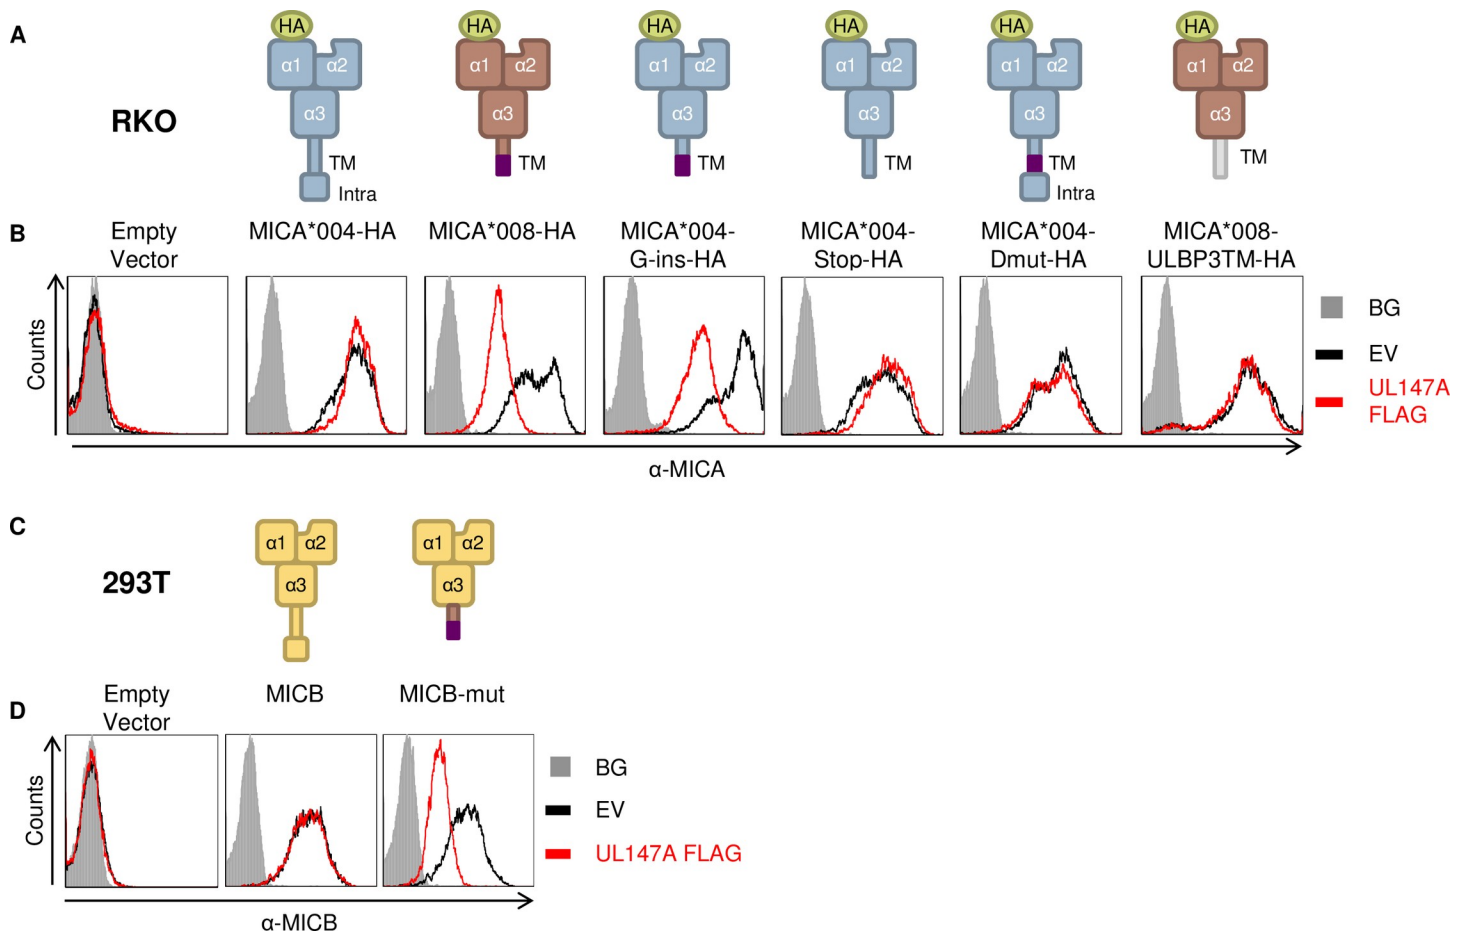 A
HA HA HA HA HA HA
α1 α2 α1 α2 α1 α2 α1 α2 α1 α2 α1 α2
α3 α3 α3 α3 α3 α3
RKO
TM TM TM TM TM TM
Intra Intra
B
Empty
Vector
MICA*004-HA
MICA*008-HA
MICA*004-
G-ins-HA
MICA*004-
Stop-HA
MICA*004-
Dmut-HA
MICA*008-
ULBP3TM-HA
Counts
BG
EV
UL147A
FLAG
α-MICA
C
α1 α2 α1 α2
α3 α3
293T
D
Empty
Vector
MICB
MICB-mut
Counts
BG
EV
UL147A FLAG
α-MICB